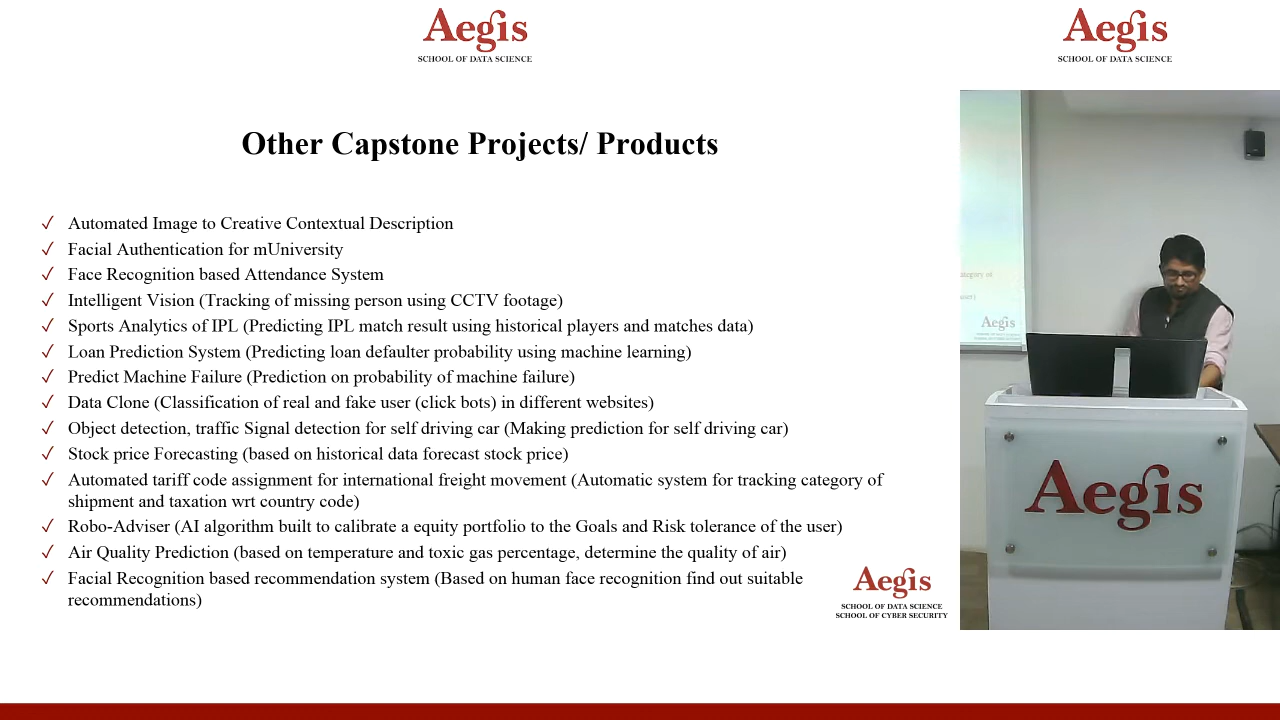 Aegis
SCHOOL OF DATA SCIENCE
Aegis
SCHOOL OF DATA SCIENCE
Other Capstone Projects/ Products
✓ Automated Image to Creative Contextual Description
✓ Facial Authentication for mUniversity
✓ Face Recognition based Attendance System
✓ Intelligent Vision (Tracking of missing person using CCTV footage)
✓ Sports Analytics of IPL (Predicting IPL match result using historical players and matches data)
✓ Loan Prediction System (Predicting loan defaulter probability using machine learning)
✓ Predict Machine Failure (Prediction on probability of machine failure)
✓ Data Clone (Classification of real and fake user (click bots) in different websites)
✓ Object detection, traffic Signal detection for self driving car (Making prediction for self driving car)
✓ Stock price Forecasting (based on historical data forecast stock price)
✓ Automated tariff code assignment for international freight movement (Automatic system for tracking category of
shipment and taxation wrt country code)
✓ Robo-Adviser (AI algorithm built to calibrate a equity portfolio to the Goals and Risk tolerance of the user)
✓ Air Quality Prediction (based on temperature and toxic gas percentage, determine the quality of air)
✓ Facial Recognition based recommendation system (Based on human face recognition find out suitable
recommendations)
Aegis
SCHOOL OF DATA SCIENCE
SCHOOL OF CYBER SECURITY
Aegis
Aegis